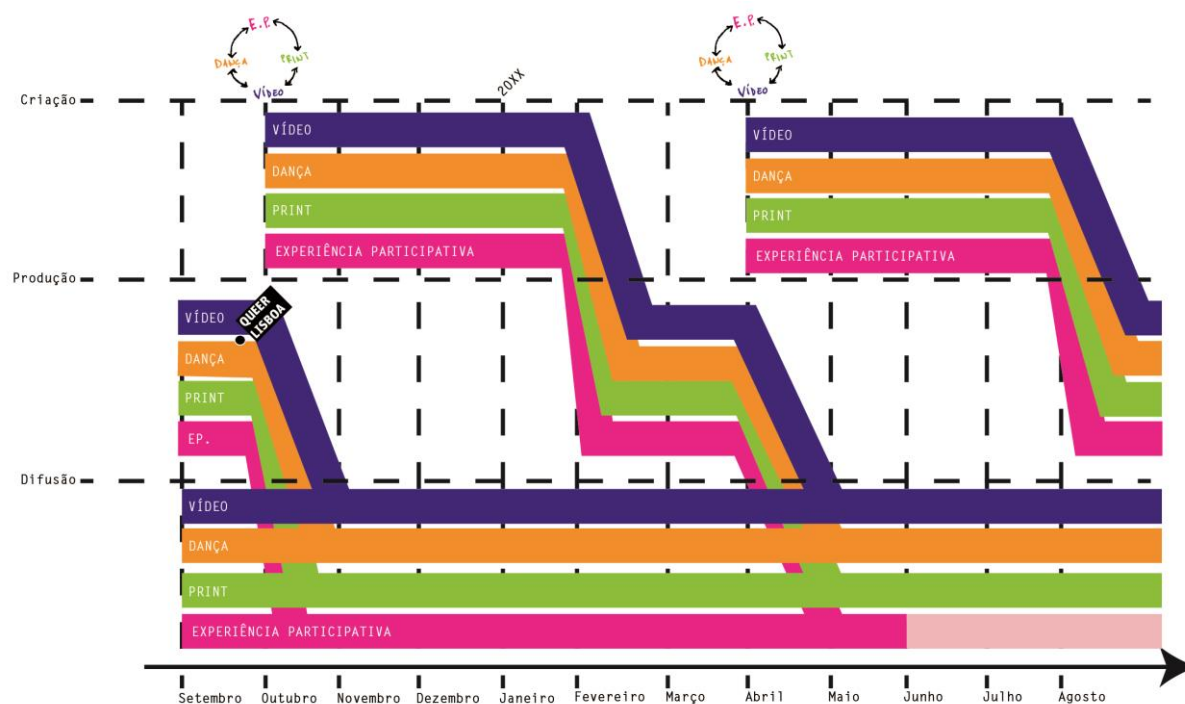 E.P.
DANÇA
PRINT
VÍDEO
E.P.
DANÇA
PRINT
VÍDEO
20XX
Criação
VÍDEO
DANÇA
PRINT
EXPERIÊNCIA PARTICIPATIVA
VÍDEO
DANÇA
PRINT
EXPERIÊNCIA PARTICIPATIVA
Produção
VÍDEO
DANÇA
PRINT
EP.
QUEER
LISBOA
Difusão
VÍDEO
DANÇA
PRINT
EXPERIÊNCIA PARTICIPATIVA
Setembro
Outubro
Novembro
Dezembro
Janeiro
Fevereiro
Março
Abril
Maio
Junho
Julho
Agosto